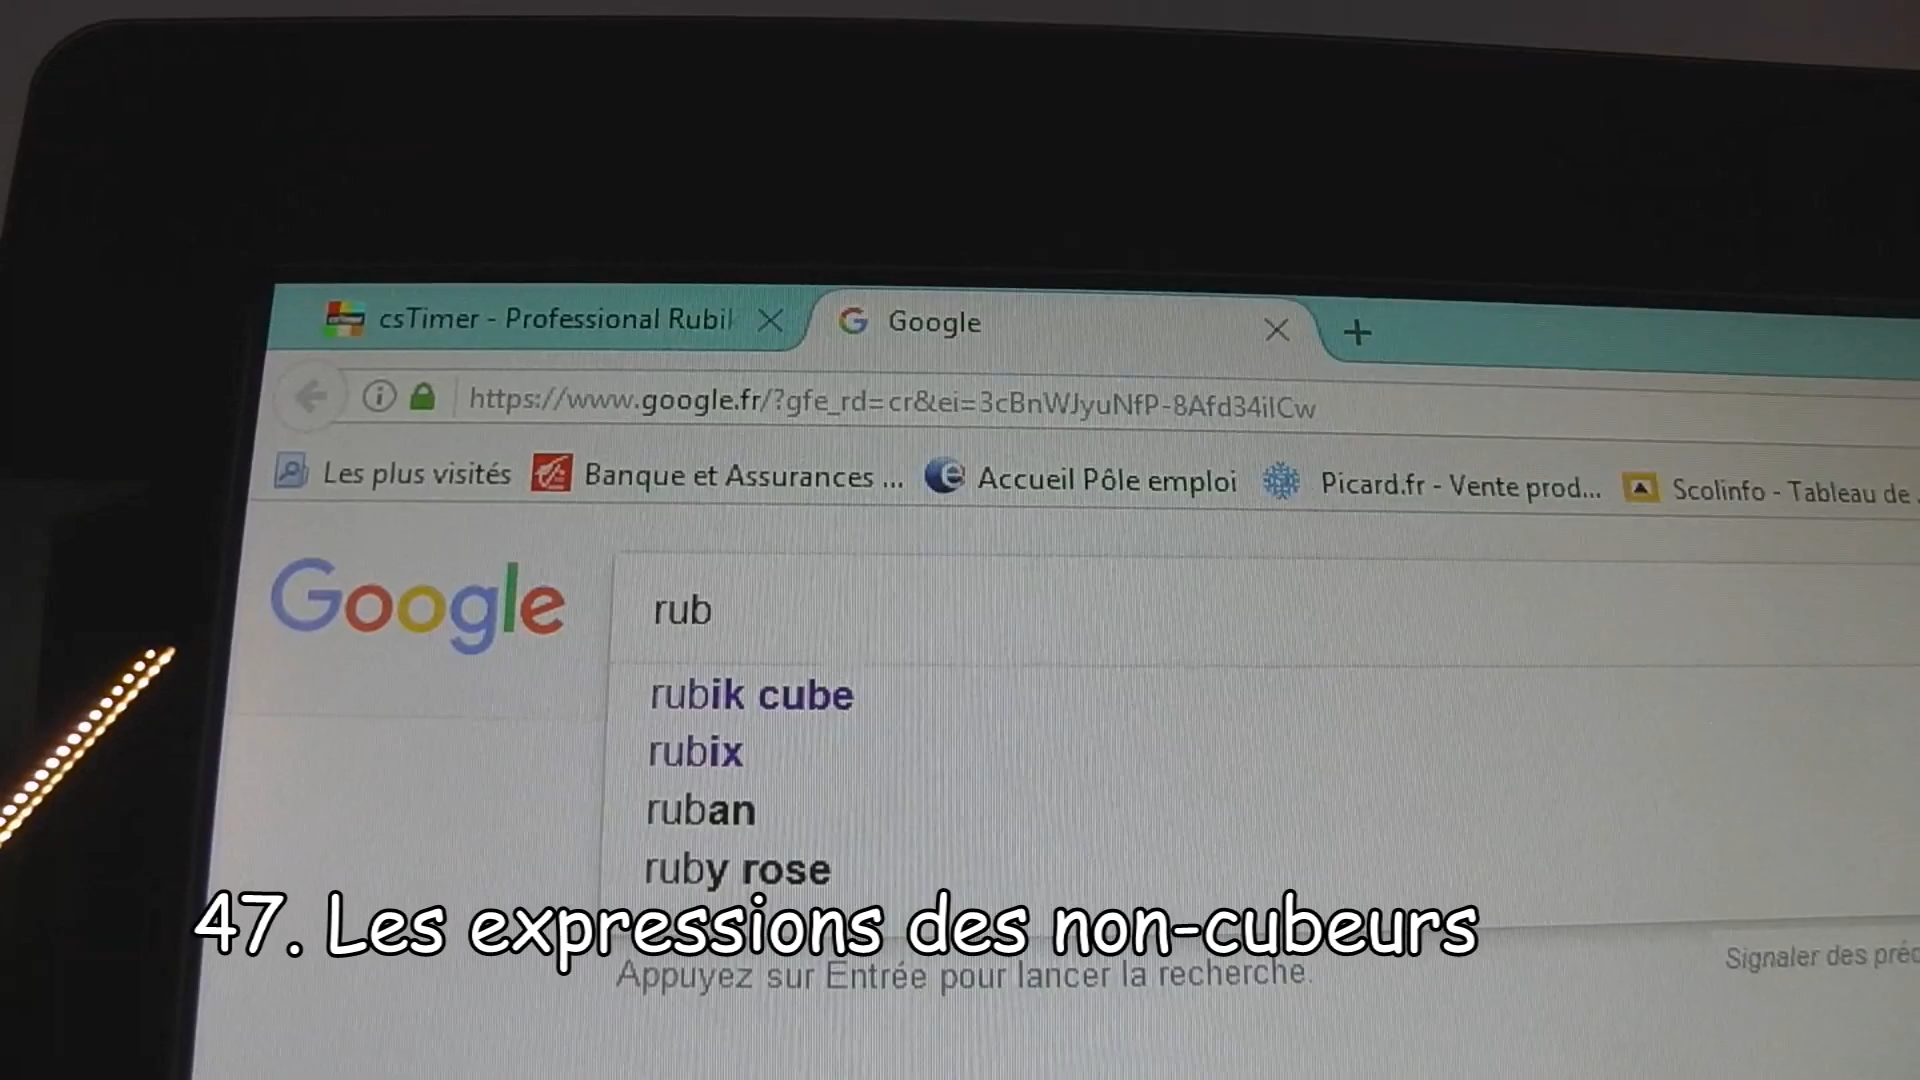 csTimer - Professional Rubi
Google
https://www.google.fr/?gfe_rd=cr&ei=3cBnWJyuNfP-8Afd34iICw
Les plus visités
Banque et Assurances ...
Accueil Pôle emploi
Picard.fr - Vente prod...
Scolinfo - Tableau de
Google
rub
rubik cube
rubix
ruban
ruby rose
47. Les expressions des non-cubeurs
Appuyez sur Entrée pour lancer la recherche.
Signaler des préd